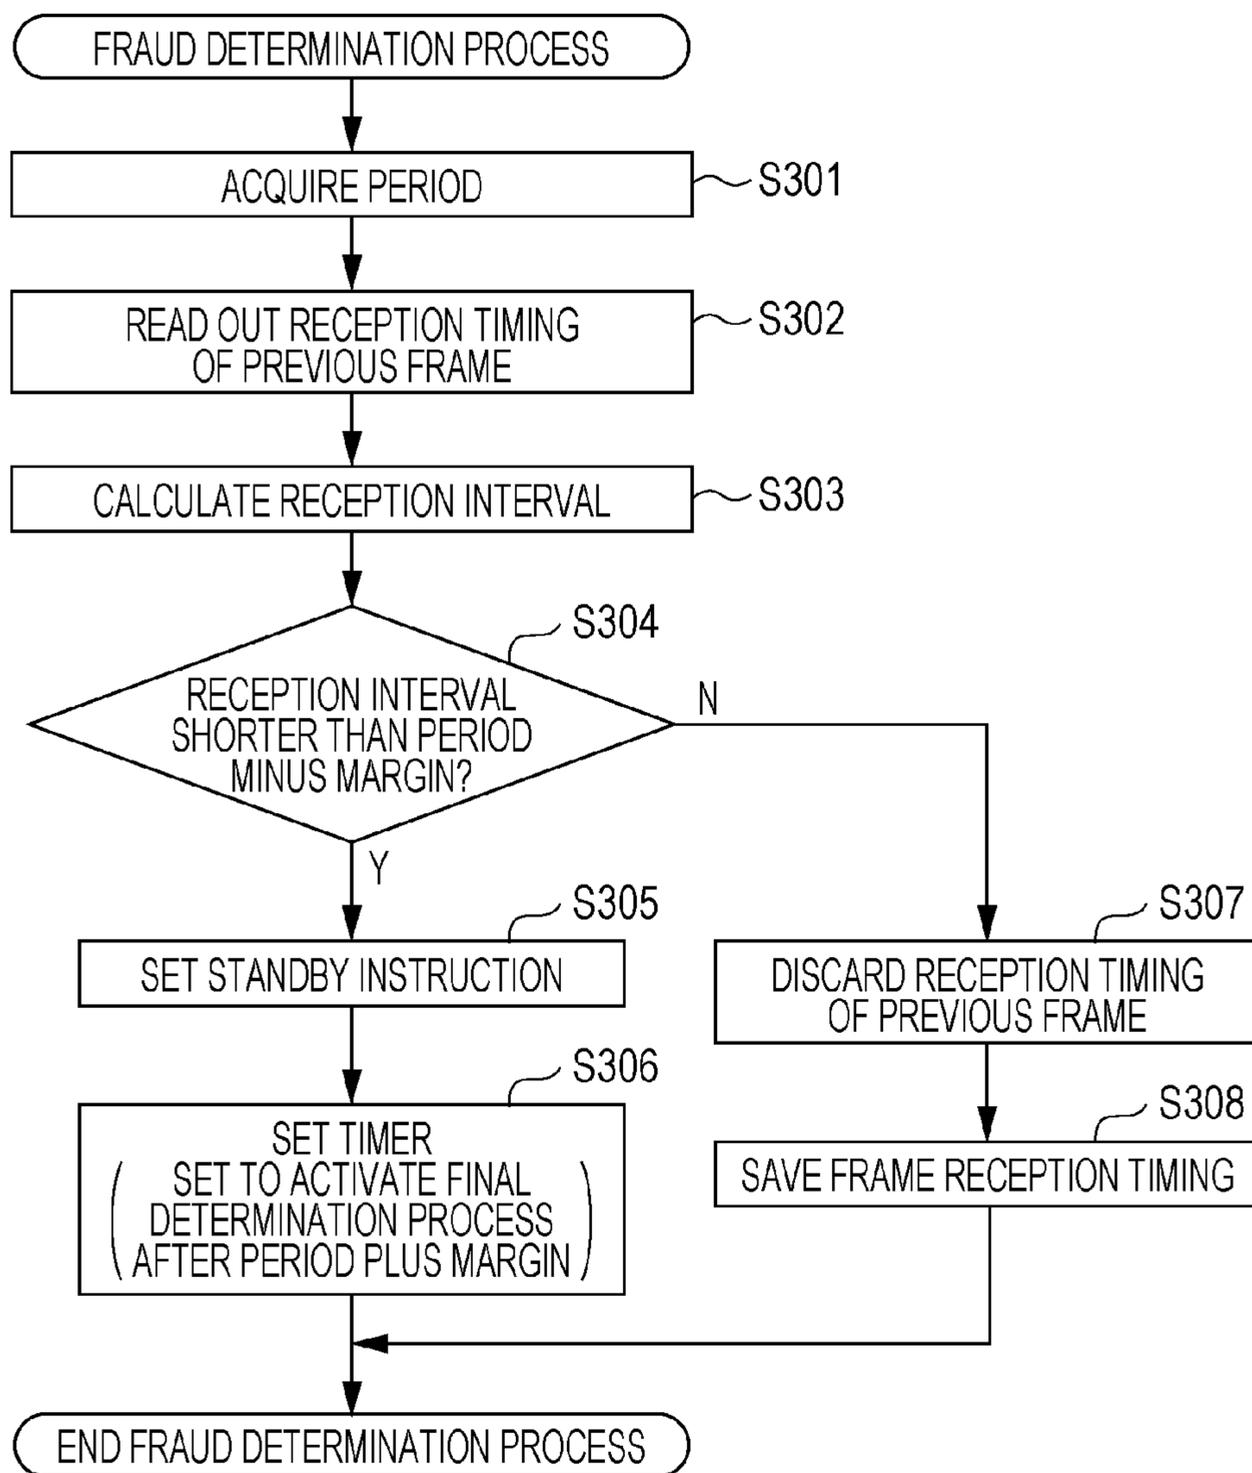 FRAUD DETERMINATION PROCESS
ACQUIRE PERIOD
S301
READ OUT RECEPTION TIMING
OF PREVIOUS FRAME
S302
CALCULATE RECEPTION INTERVAL
S303
S304
RECEPTION INTERVAL
SHORTER THAN PERIOD
MINUS MARGIN?
N
Y
S305
SET STANDBY INSTRUCTION
S307
DISCARD RECEPTION TIMING
OF PREVIOUS FRAME
S306
SET TIMER
(SET TO ACTIVATE FINAL
DETERMINATION PROCESS
AFTER PERIOD PLUS MARGIN)
S308
SAVE FRAME RECEPTION TIMING
END FRAUD DETERMINATION PROCESS